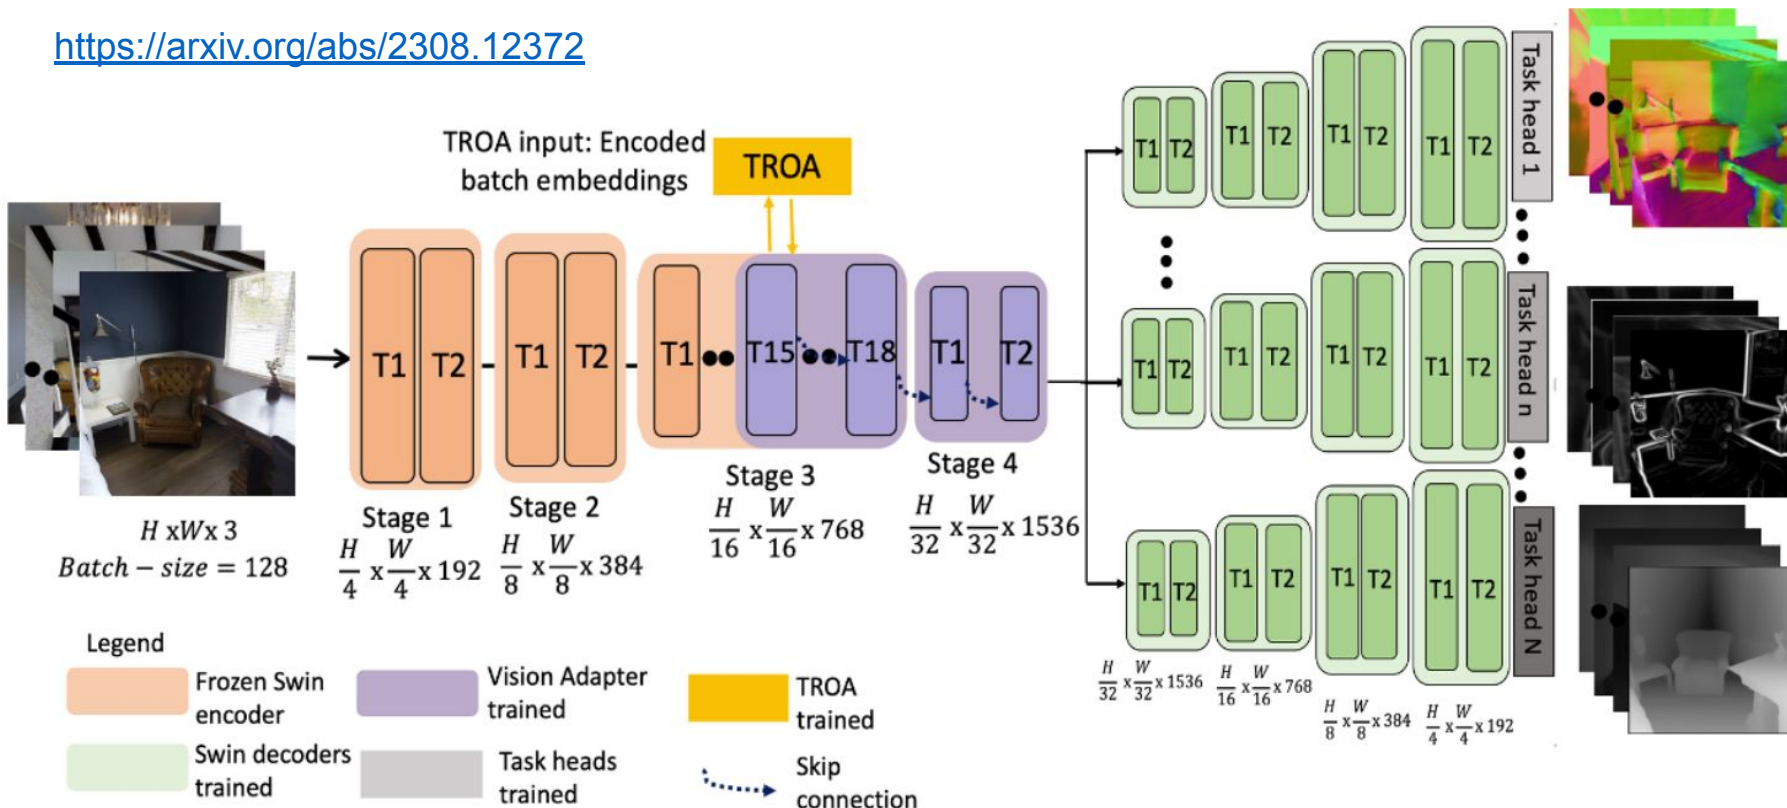 https://arxiv.org/abs/2308.12372
TROA input: Encoded
batch embeddings
TROA
H xWx 3
Batch − size = 128
T1 T2
Stage 1
H/4 x W/4 x 192
T1 T2
Stage 2
H/8 x W/8 x 384
T1 T15 T18
Stage 3
H/16 x W/16 x 768
T1 T2
Stage 4
H/32 x W/32 x 1536
T1 T2 T1 T2 T1 T2 T1 T2
Task head 1
T1 T2 T1 T2 T1 T2 T1 T2
Task head n
T1 T2 T1 T2 T1 T2 T1 T2
Task head N
H/32 x W/32 x 1536
H/16 x W/16 x 768
H/8 x W/8 x 384
H/4 x W/4 x 192
Legend
Frozen Swin
encoder
Vision Adapter
trained
TROA
trained
Swin decoders
trained
Task heads
trained
Skip
connection